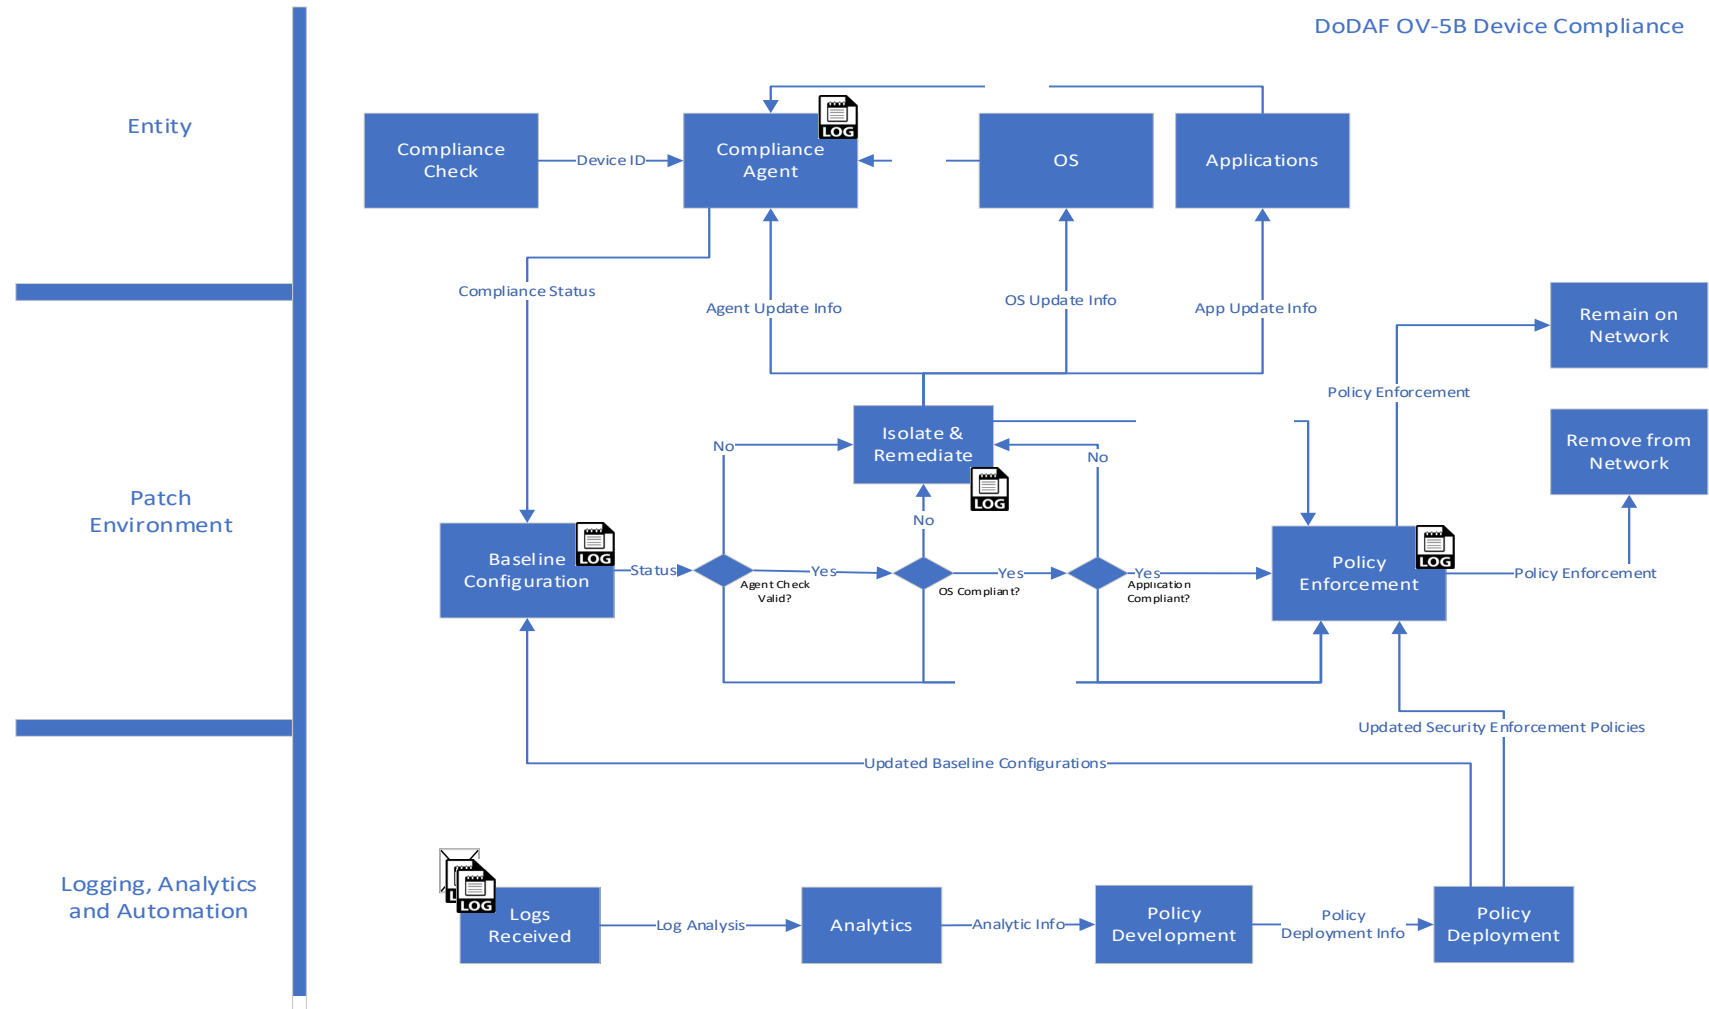 DoDAF OV-5B Device Compliance
Entity
Compliance
Check
Device ID
Compliance
Agent
LOG
OS
Applications
Compliance Status
Agent Update Info
OS Update Info
App Update Info
Remain on
Network
Policy Enforcement
Remove from
Network
Patch
Environment
No
Isolate &
Remediate
LOG
No
No
Baseline
Configuration
LOG
Status
Agent Check
Valid?
Yes
OS Compliant?
Yes
Application
Compliant?
Yes
Policy
Enforcement
LOG
Policy Enforcement
Updated Security Enforcement Policies
Updated Baseline Configurations
Logging, Analytics
and Automation
LOG
Logs
Received
Log Analysis
Analytics
Analytic Info
Policy
Development
Policy
Deployment Info
Policy
Deployment